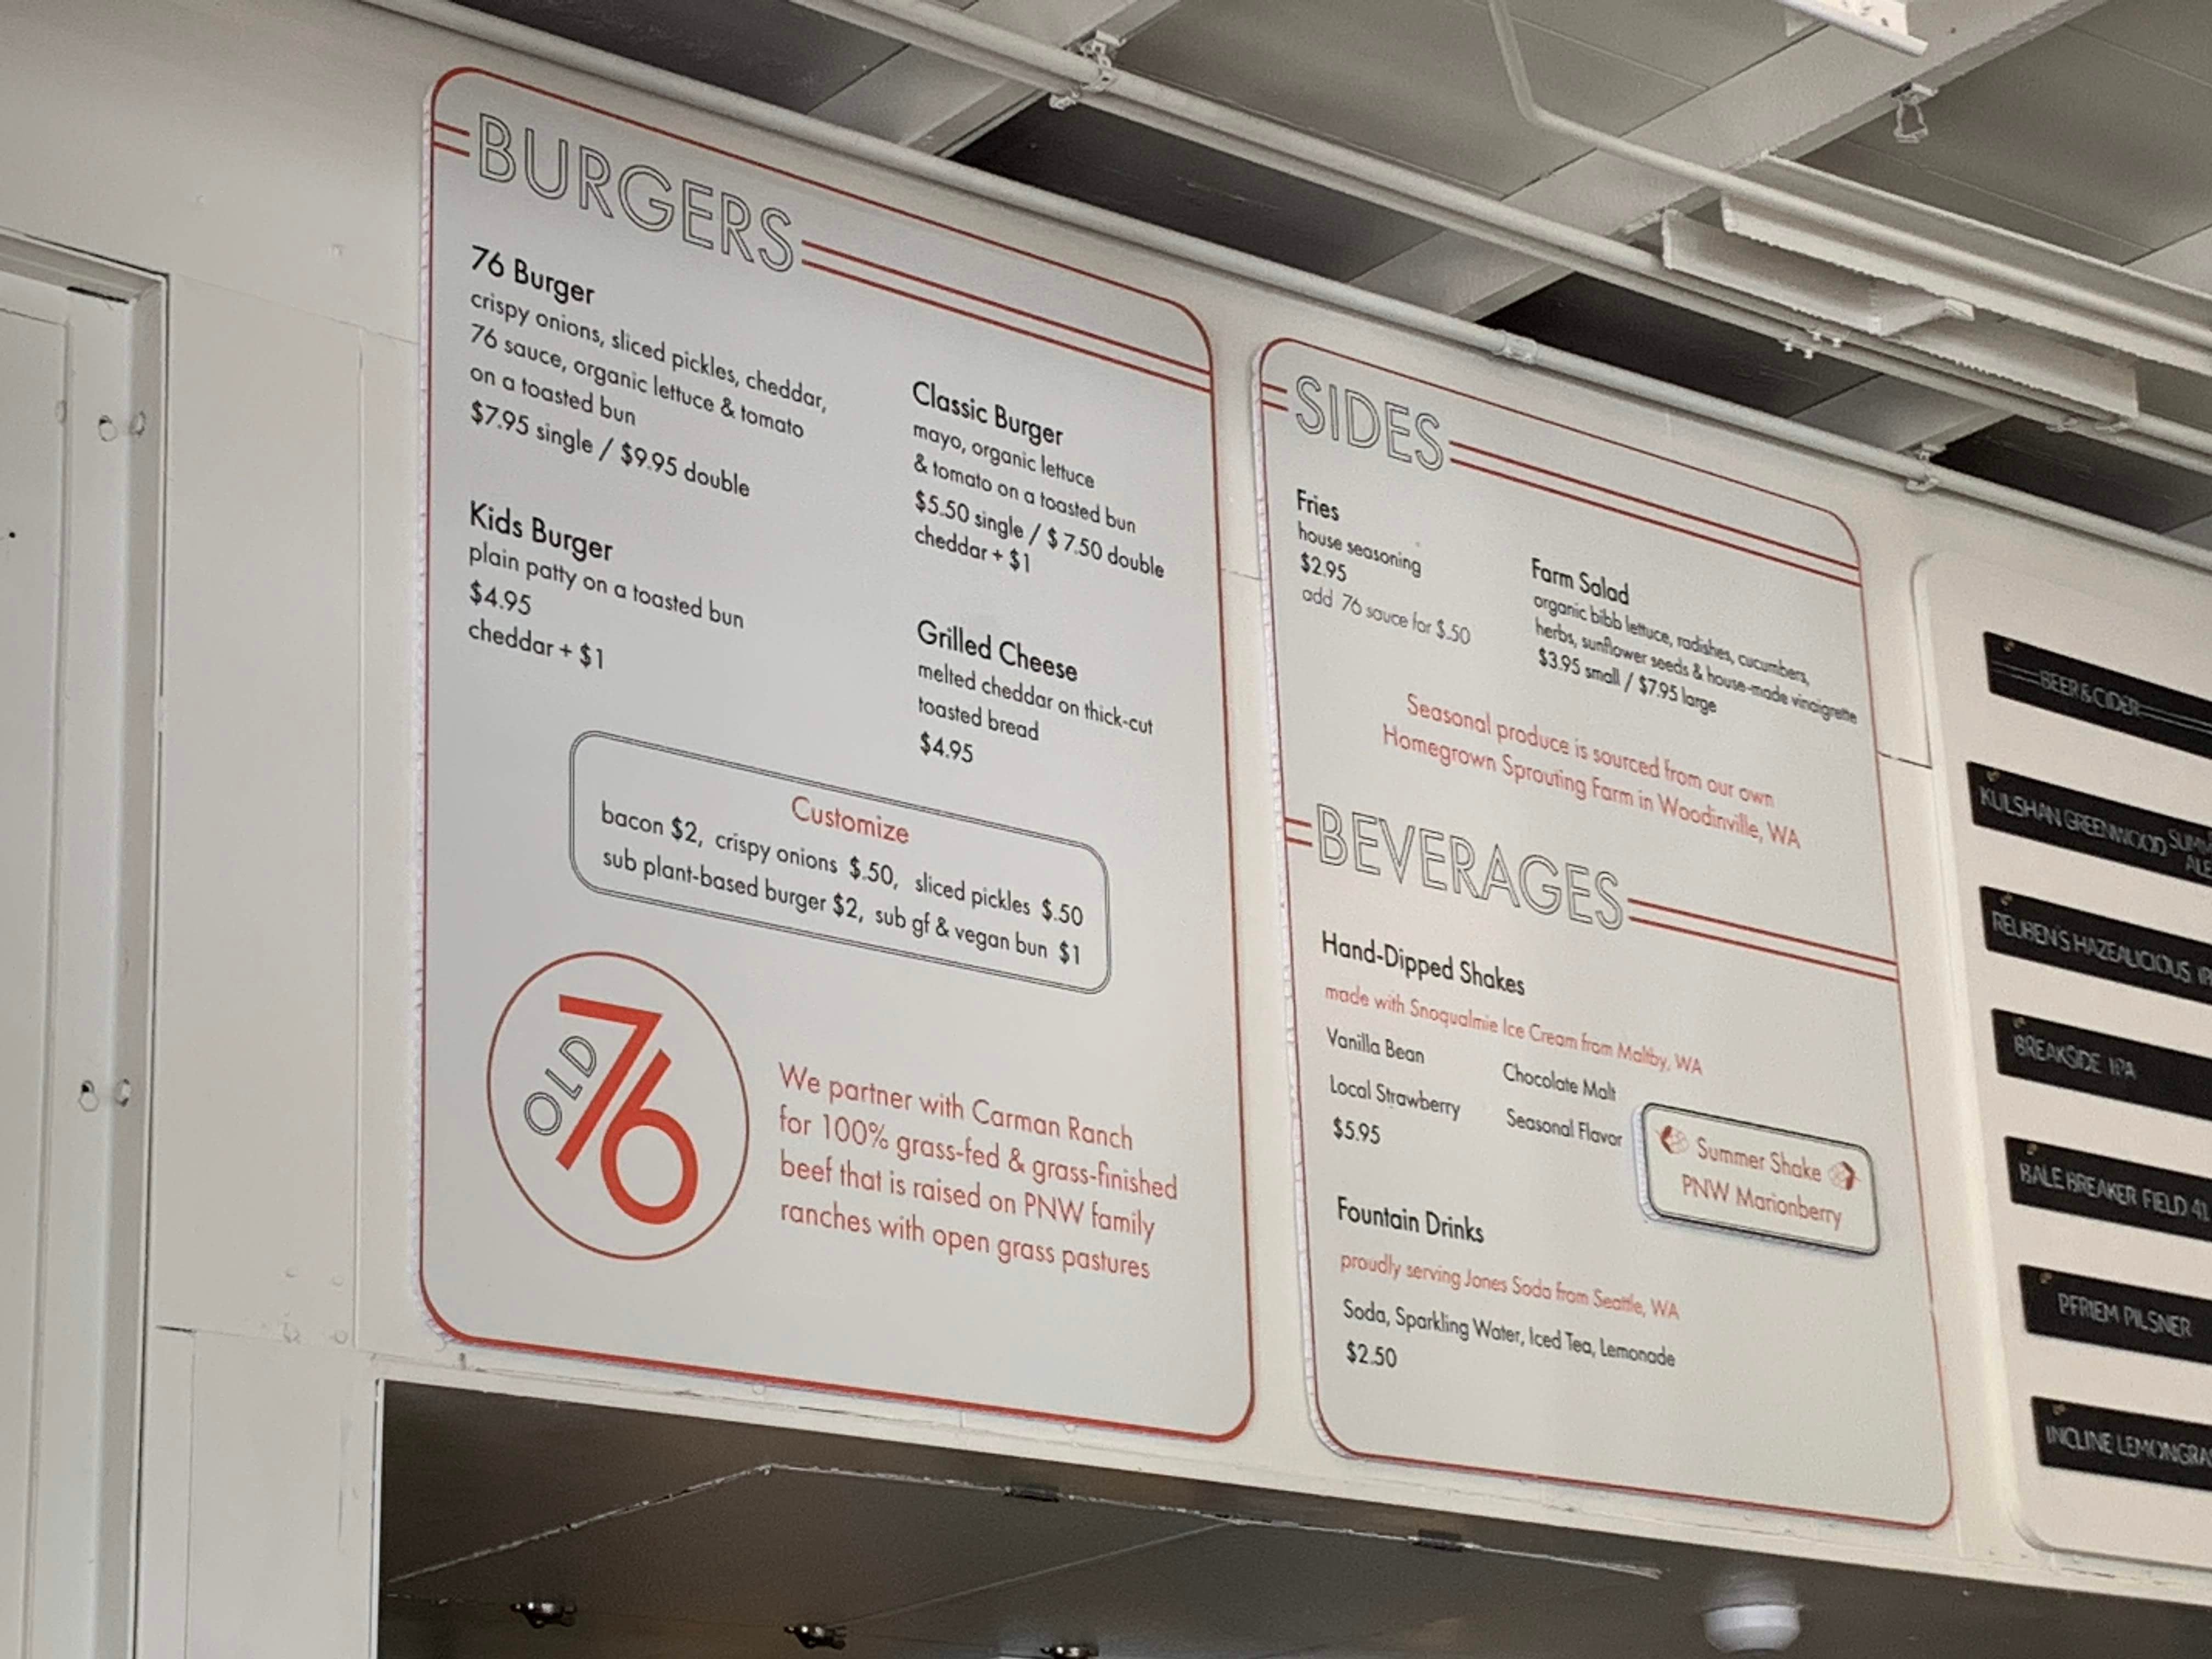 BURGERS
76 Burger
crispy onions, sliced pickles, cheddar,
76 sauce, organic lettuce & tomato
on a toasted bun
$7.95 single / $9.95 double
Kids Burger
plain patty on a toasted bun
$4.95
cheddar + $1
Classic Burger
mayo, organic lettuce
& tomato on a toasted bun
$5.50 single / $7.50 double
cheddar + $1
Grilled Cheese
melted cheddar on thick-cut
toasted bread
$4.95
Customize
bacon $2, crispy onions $.50, sliced pickles $.50
sub plant-based burger $2, sub gf & vegan bun $1
OLD 76
We partner with Carman Ranch
for 100% grass-fed & grass-finished
beef that is raised on PNW family
ranches with open grass pastures
SIDES
Fries
house seasoning
$2.95
add 76 sauce for $.50
Farm Salad
organic bibb lettuce, radishes, cucumbers,
herbs, sunflower seeds & house-made vinaigrette
$3.95 small / $7.95 large
Seasonal produce is sourced from our own
Homegrown Sprouting Farm in Woodinville, WA
BEVERAGES
Hand-Dipped Shakes
made with Snoqualmie Ice Cream from Maltby, WA
Vanilla Bean
Chocolate Malt
Local Strawberry
Seasonal Flavor
$5.95
Summer Shake
PNW Marionberry
Fountain Drinks
proudly serving Jones Soda from Seattle, WA
Soda, Sparkling Water, Iced Tea, Lemonade
$2.50
BEER & CIDER
KULSHAN GREENWOOD
ALE
REUBENS HAZEALICIOUS
BREAKSIDE IPA
BALE BREAKER FIELD 41
PFRIEM PILSNER
INCLINE